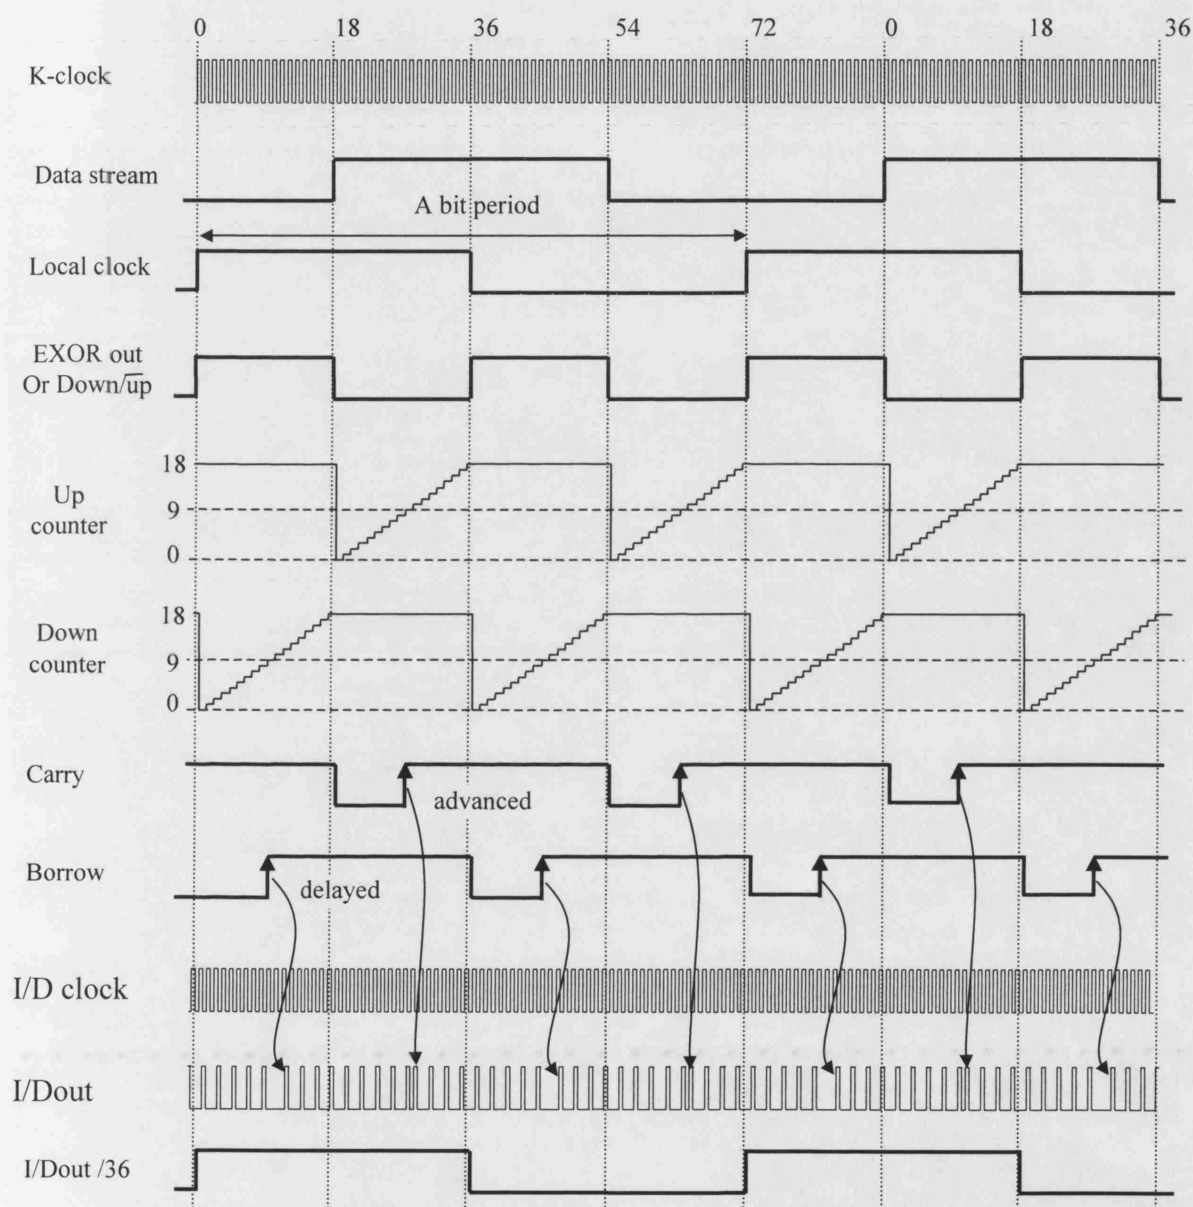 0 18 36 54 72 0 18 36
K-clock
Data stream
A bit period
Local clock
EXOR out
Or Down/u̅p̅
18
Up
counter
9
0
18
Down
counter
9
0
Carry
advanced
Borrow
delayed
I/D clock
I/Dout
I/Dout /36